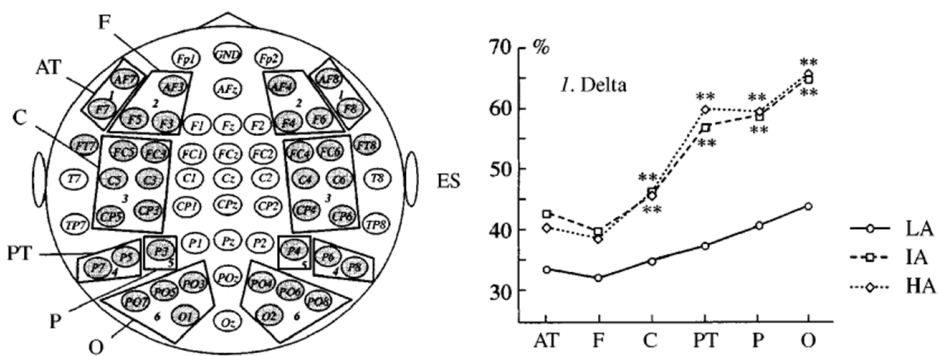 F
AT
C
PT
P
O
Fp1 GND Fp2
AF7 AF3 AFz AF4 AF8
1 2 2 1
F7 F5 F3 F1 Fz F2 F4 F6 F8
FT7 FC5 FC3 FC1 FCz FC2 FC4 FC6 FT8
T7 C5 C3 C1 Cz C2 C4 C6 T8
3 3
TP7 CP5 CP3 CP1 CPz CP2 CP4 CP6 TP8
P7 P5 P3 P1 Pz P2 P4 P6 P8
4 5 5 4
PO7 PO5 PO3 POz PO4 PO6 PO8
6 O1 Oz O2 6
ES
%
1. Delta
70
60
50
40
30
** **
** **
** **
** **
AT F C PT P O
LA
IA
HA